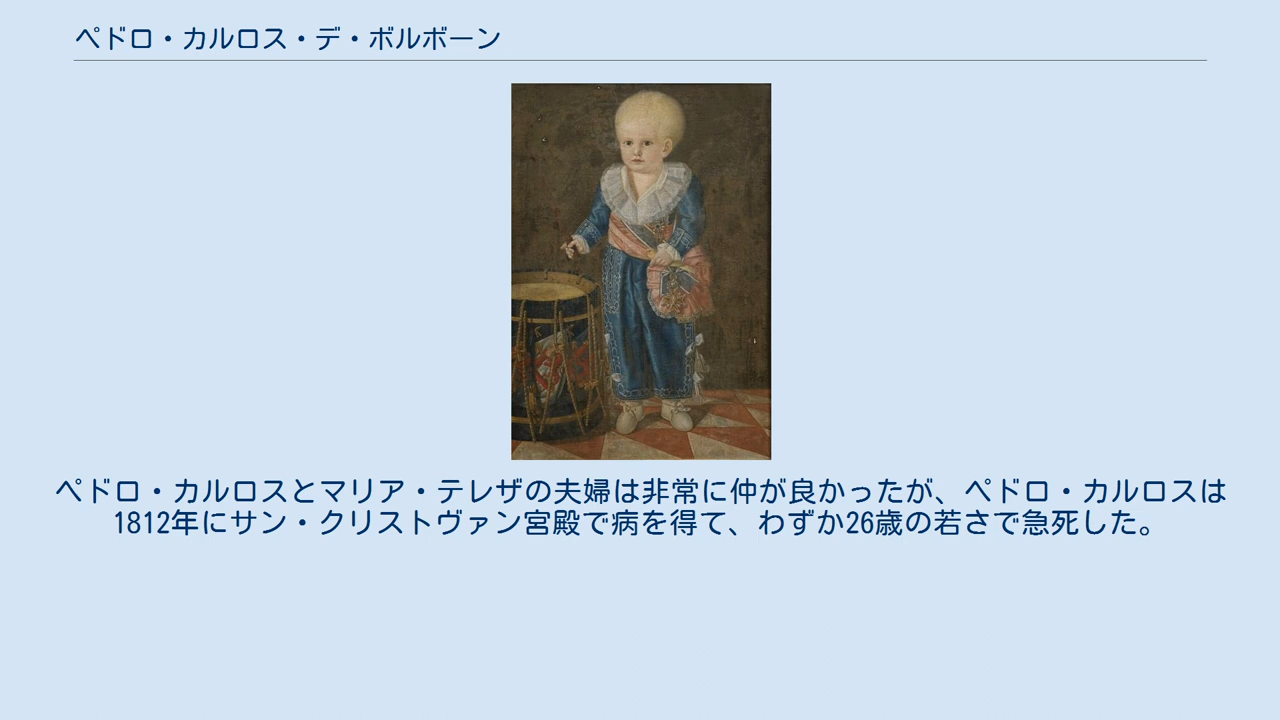 ペドロ・カルロス・デ・ボルボーン
ペドロ・カルロスとマリア・テレザの夫婦は非常に仲が良かったが、ペドロ・カルロスは
1812年にサン・クリストヴァン宮殿で病を得て、わずか26歳の若さで急死した。